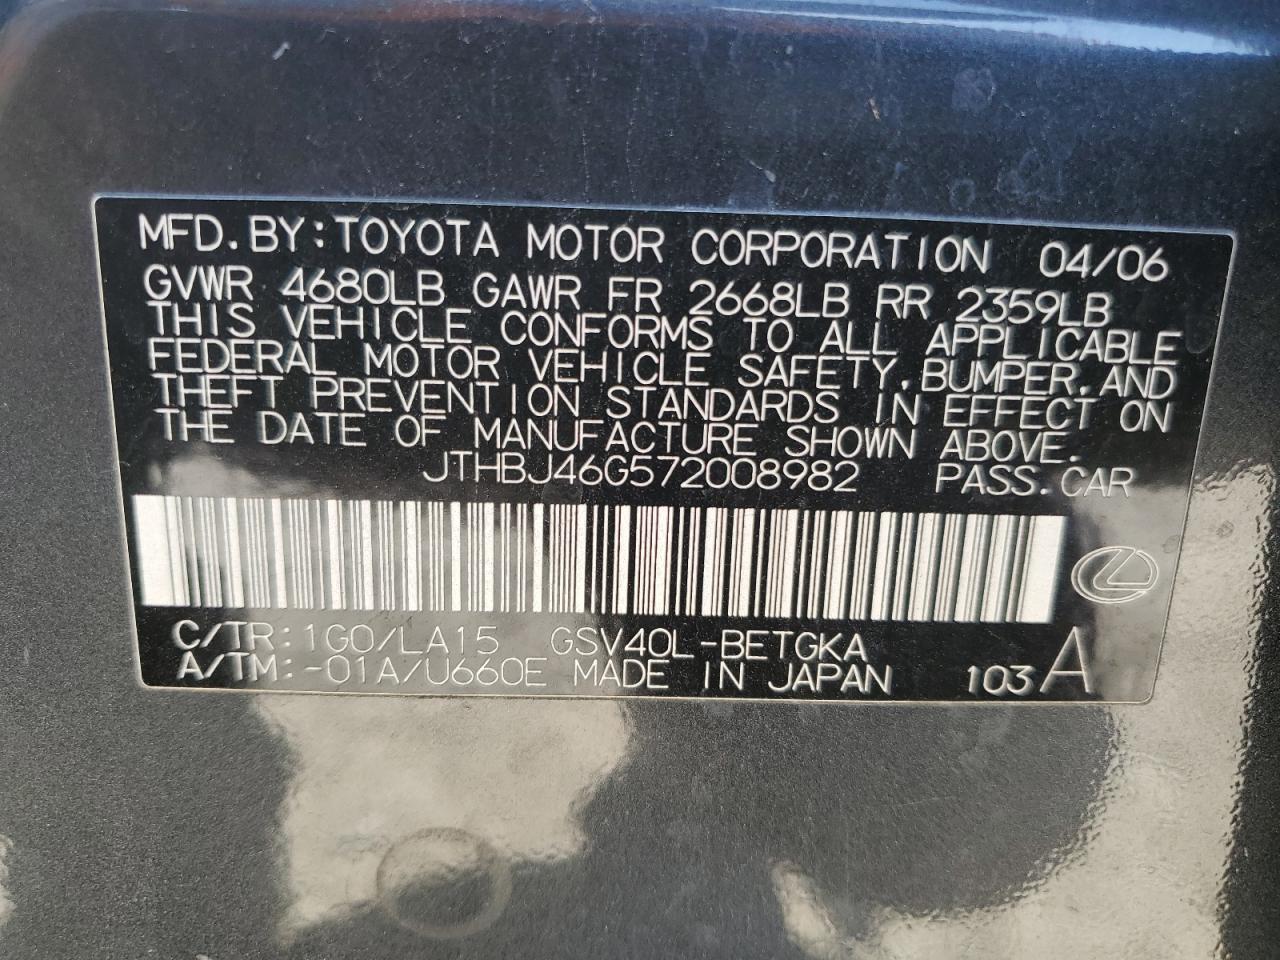 MFD. BY: TOYOTA MOTOR CORPORATION 04/06
GVWR 4680LB GAWR FR 2668LB RR 2359LB
THIS VEHICLE CONFORMS TO ALL APPLICABLE
FEDERAL MOTOR VEHICLE SAFETY, BUMPER, AND
THEFT PREVENTION STANDARDS IN EFFECT ON
THE DATE OF MANUFACTURE SHOWN ABOVE.
JTHBJ46G572008982 PASS. CAR
C/TR: 1G0/LA15 GSV40L-BETGKA
A/TM: -01A/U660E MADE IN JAPAN 103 A